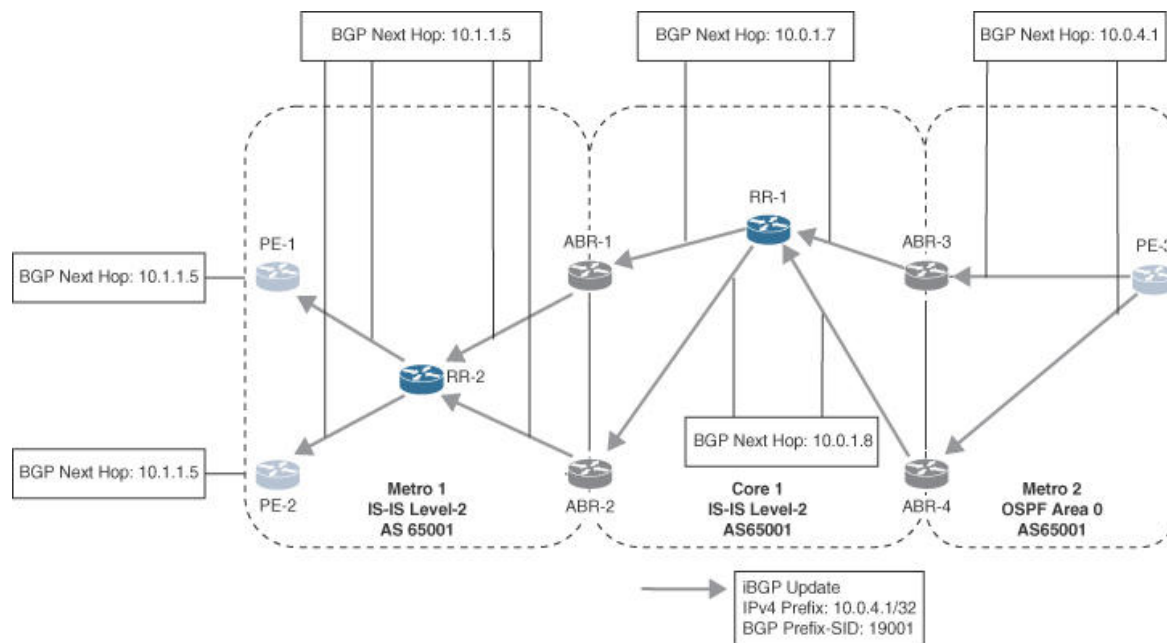 BGP Next Hop: 10.1.1.5
BGP Next Hop: 10.0.1.7
BGP Next Hop: 10.0.4.1
RR-1
PE-1
ABR-1
ABR-3
BGP Next Hop: 10.1.1.5
RR-2
BGP Next Hop: 10.0.1.8
BGP Next Hop: 10.1.1.5
PE-2
Metro 1
IS-IS Level-2
AS 65001
ABR-2
Core 1
IS-IS Level-2
AS65001
ABR-4
Metro 2
OSPF Area 0
AS65001
iBGP Update
IPv4 Prefix: 10.0.4.1/32
BGP Prefix-SID: 19001